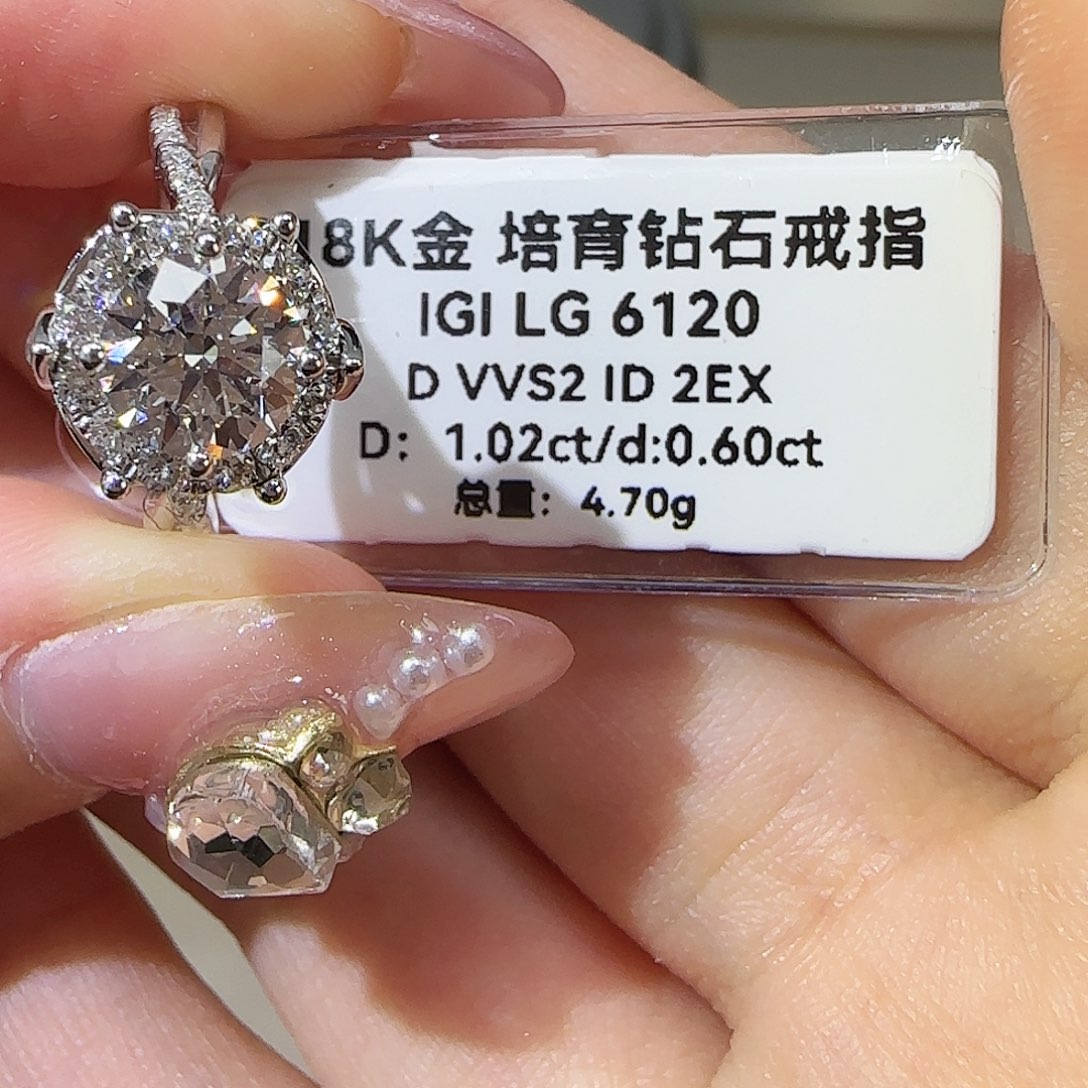 18K金 培育钻石戒指
IGI LG 6120
D VVS2 ID 2EX
D: 1.02ct/d:0.60ct
总重: 4.70g